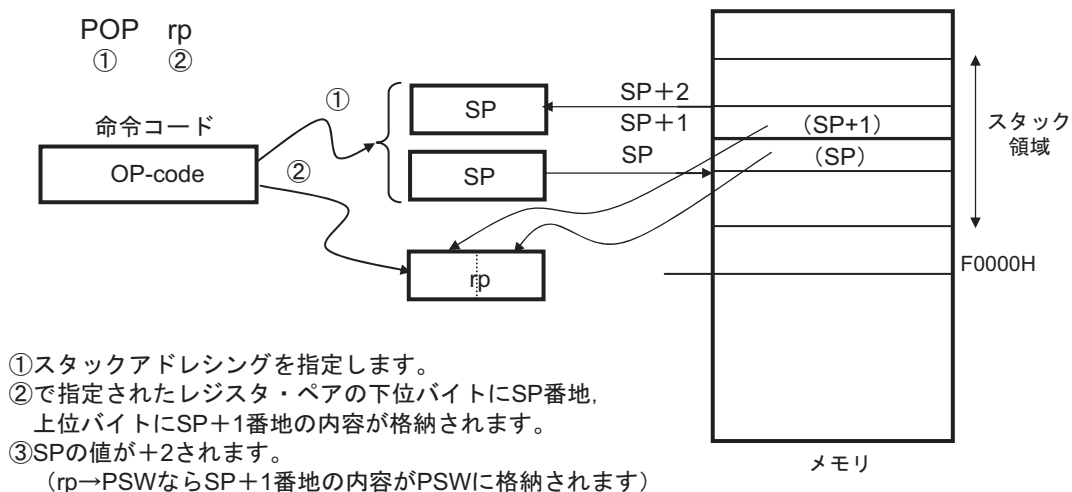 POP rp
① ②
命令コード
OP-code
①
②
SP
SP
rp
SP＋2
SP＋1
SP
（SP+1）
（SP）
スタック
領域
F0000H
メモリ
①スタックアドレシングを指定します。
②で指定されたレジスタ・ペアの下位バイトにSP番地,
上位バイトにSP＋1番地の内容が格納されます。
③SPの値が＋2されます。
（rp→PSWならSP＋1番地の内容がPSWに格納されます）